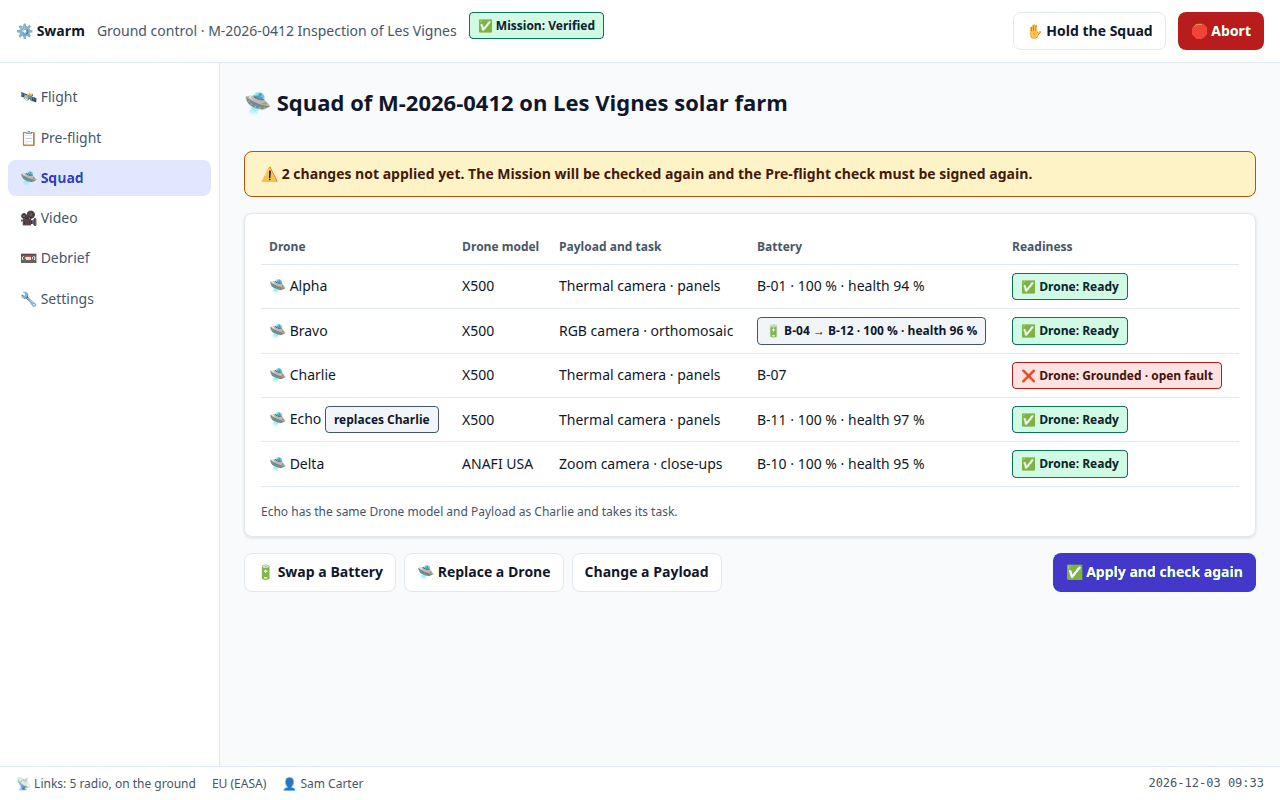 ⚙️ Swarm Ground control · M-2026-0412 Inspection of Les Vignes ✅ Mission: Verified ✋ Hold the Squad 🛑 Abort
🛰️ Flight
📋 Pre-flight
🛸 Squad
🎥 Video
📼 Debrief
🔧 Settings
🛸 Squad of M-2026-0412 on Les Vignes solar farm
⚠️ 2 changes not applied yet. The Mission will be checked again and the Pre-flight check must be signed again.
Drone Drone model Payload and task Battery Readiness
🛸 Alpha X500 Thermal camera · panels B-01 · 100 % · health 94 % ✅ Drone: Ready
🛸 Bravo X500 RGB camera · orthomosaic 🔋 B-04 → B-12 · 100 % · health 96 % ✅ Drone: Ready
🛸 Charlie X500 Thermal camera · panels B-07 ❌ Drone: Grounded · open fault
🛸 Echo replaces Charlie X500 Thermal camera · panels B-11 · 100 % · health 97 % ✅ Drone: Ready
🛸 Delta ANAFI USA Zoom camera · close-ups B-10 · 100 % · health 95 % ✅ Drone: Ready
Echo has the same Drone model and Payload as Charlie and takes its task.
🔋 Swap a Battery 🛸 Replace a Drone Change a Payload ✅ Apply and check again
📡 Links: 5 radio, on the ground EU (EASA) 👤 Sam Carter 2026-12-03 09:33